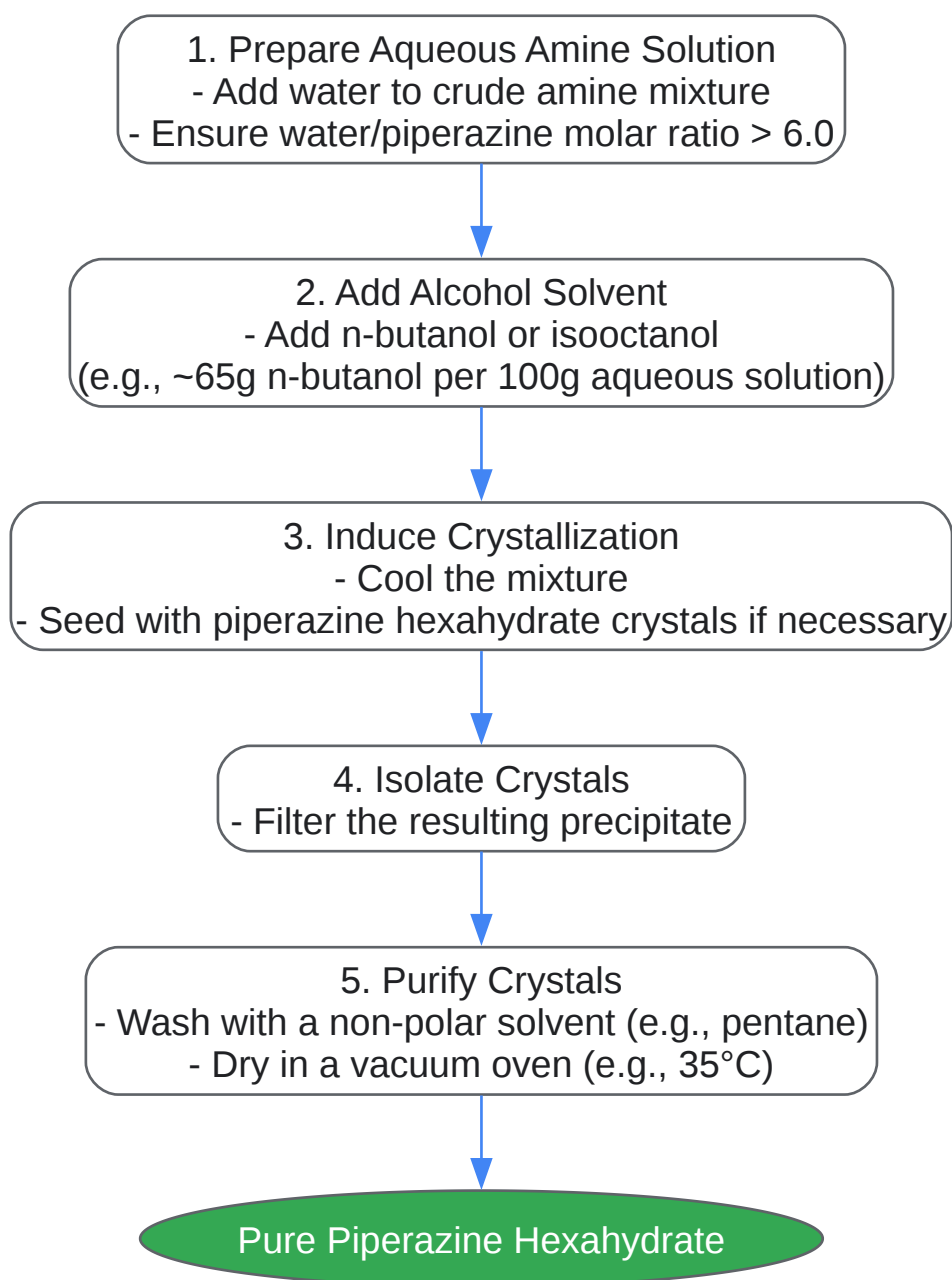 1. Prepare Aqueous Amine Solution
- Add water to crude amine mixture
- Ensure water/piperazine molar ratio > 6.0
2. Add Alcohol Solvent
- Add n-butanol or isooctanol
(e.g., ~65g n-butanol per 100g aqueous solution)
3. Induce Crystallization
- Cool the mixture
- Seed with piperazine hexahydrate crystals if necessary
4. Isolate Crystals
- Filter the resulting precipitate
5. Purify Crystals
- Wash with a non-polar solvent (e.g., pentane)
- Dry in a vacuum oven (e.g., 35°C)
Pure Piperazine Hexahydrate